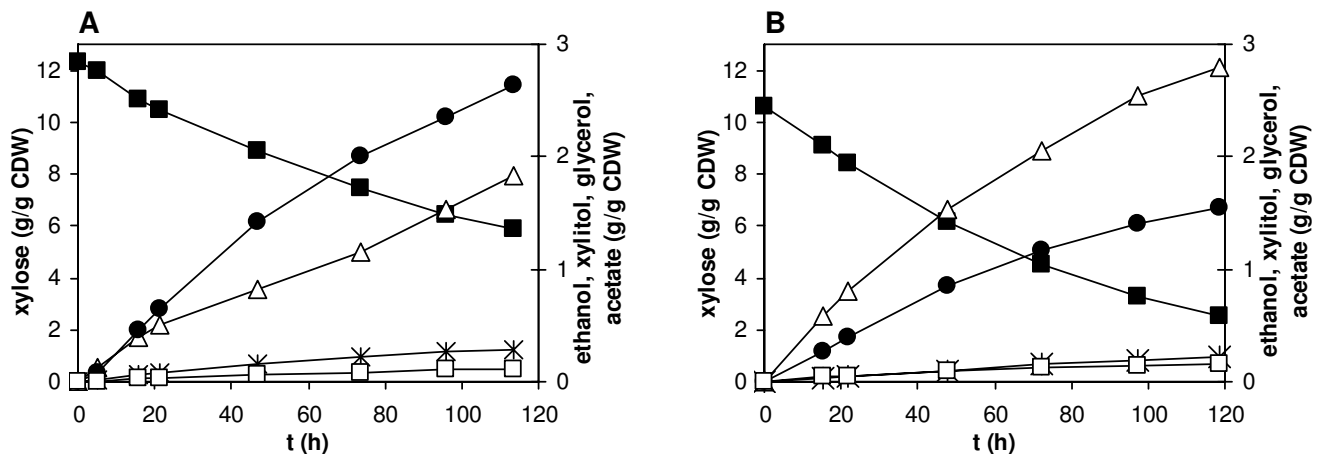 A
3
12
10
8
6
4
2
0
2
1
0
xylose (g/g CDW)
ethanol, xylitol, glycerol,
acetate (g/g CDW)
0 20 40 60 80 100 120
t (h)
B
3
12
10
8
6
4
2
0
2
1
0
xylose (g/g CDW)
ethanol, xylitol, glycerol,
acetate (g/g CDW)
0 20 40 60 80 100 120
t (h)